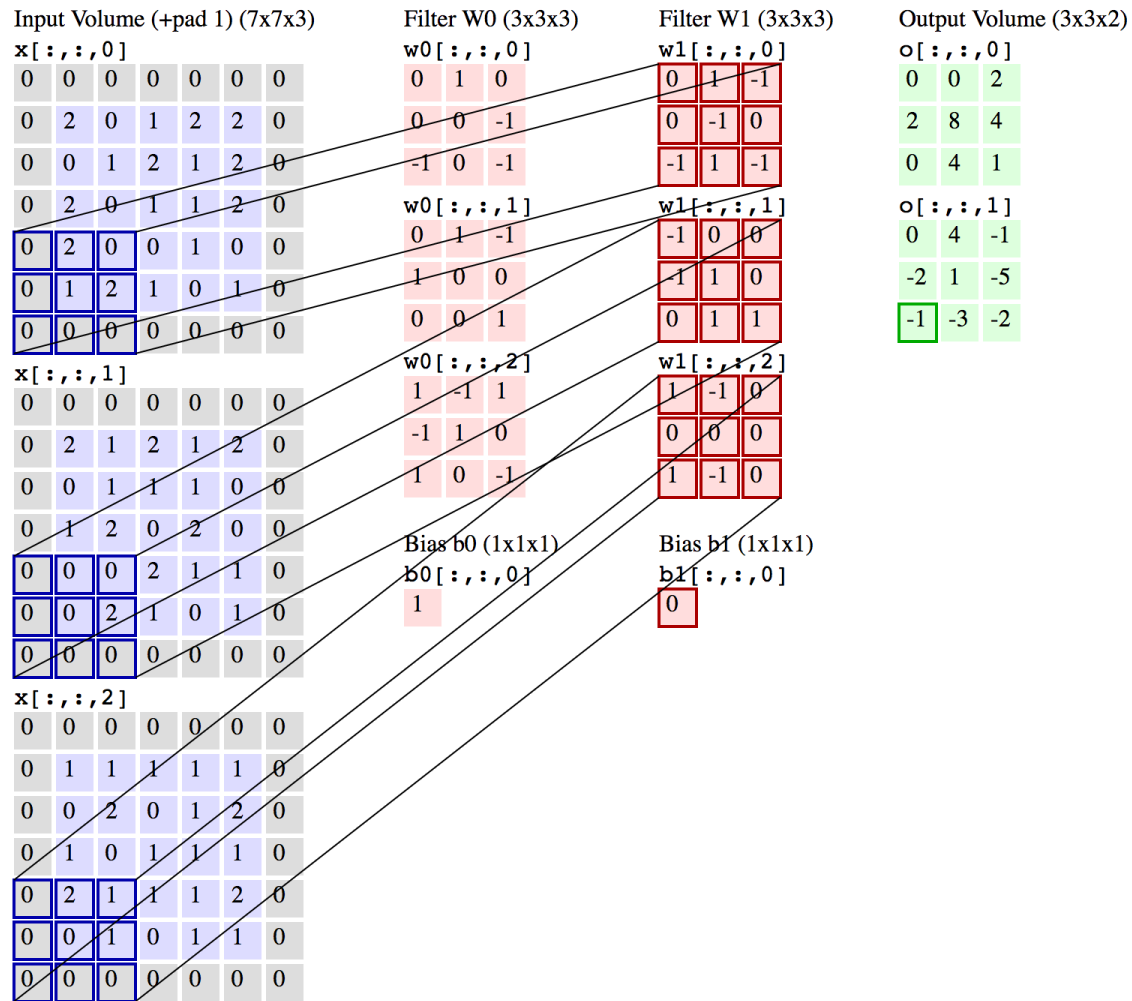 Input Volume (+pad 1) (7x7x3)
x[:,:,0]
0 0 0 0 0 0 0
0 2 0 1 2 2 0
0 0 1 2 1 2 0
0 2 0 1 1 2 0
0 2 0 0 1 0 0
0 1 2 1 0 1 0
0 0 0 0 0 0 0
x[:,:,1]
0 0 0 0 0 0 0
0 2 1 2 1 2 0
0 0 1 1 1 0 0
0 1 2 0 2 0 0
0 0 0 2 1 1 0
0 0 2 1 0 1 0
0 0 0 0 0 0 0
x[:,:,2]
0 0 0 0 0 0 0
0 1 1 1 1 1 0
0 0 2 0 1 2 0
0 1 0 1 1 1 0
0 2 1 1 1 2 0
0 0 1 0 1 1 0
0 0 0 0 0 0 0
Filter W0 (3x3x3)
w0[:,:,0]
0 1 0
0 0 -1
-1 0 -1
w0[:,:,1]
0 1 -1
1 0 0
0 0 1
w0[:,:,2]
1 -1 1
-1 1 0
1 0 -1
Bias b0 (1x1x1)
b0[:,:,0]
1
Filter W1 (3x3x3)
w1[:,:,0]
0 1 -1
0 -1 0
-1 1 -1
w1[:,:,1]
-1 0 0
-1 1 0
0 1 1
w1[:,:,2]
1 -1 0
0 0 0
1 -1 0
Bias b1 (1x1x1)
b1[:,:,0]
0
Output Volume (3x3x2)
o[:,:,0]
0 0 2
2 8 4
0 4 1
o[:,:,1]
0 4 -1
-2 1 -5
-1 -3 -2